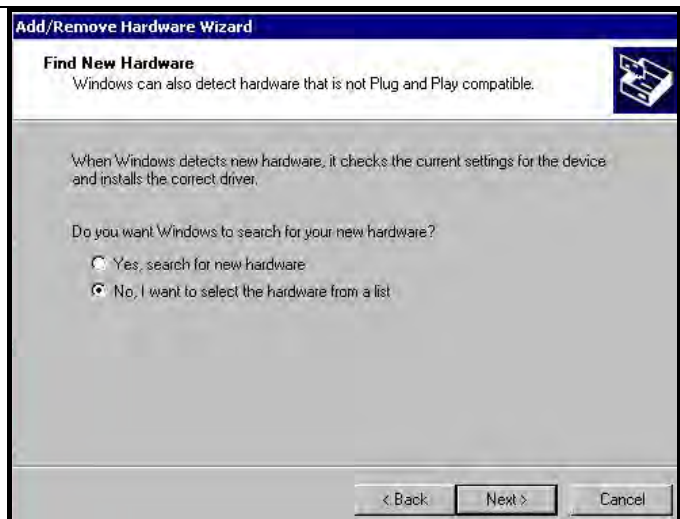 Add/Remove Hardware Wizard
Find New Hardware
Windows can also detect hardware that is not Plug and Play compatible.
When Windows detects new hardware, it checks the current settings for the device
and installs the correct driver.
Do you want Windows to search for your new hardware?
Yes, search for new hardware
No, I want to select the hardware from a list
< Back
Next >
Cancel